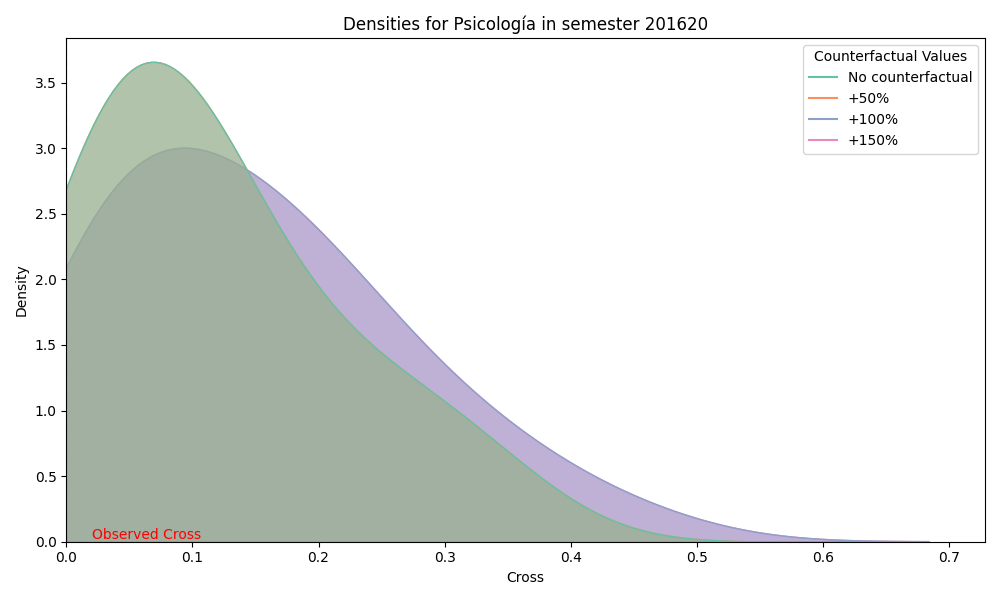 Densities for Psicología in semester 201620
Counterfactual Values
No counterfactual
+50%
+100%
+150%
3.5
3.0
2.5
2.0
1.5
1.0
0.5
0.0
Density
Observed Cross
0.0 0.1 0.2 0.3 0.4 0.5 0.6 0.7
Cross